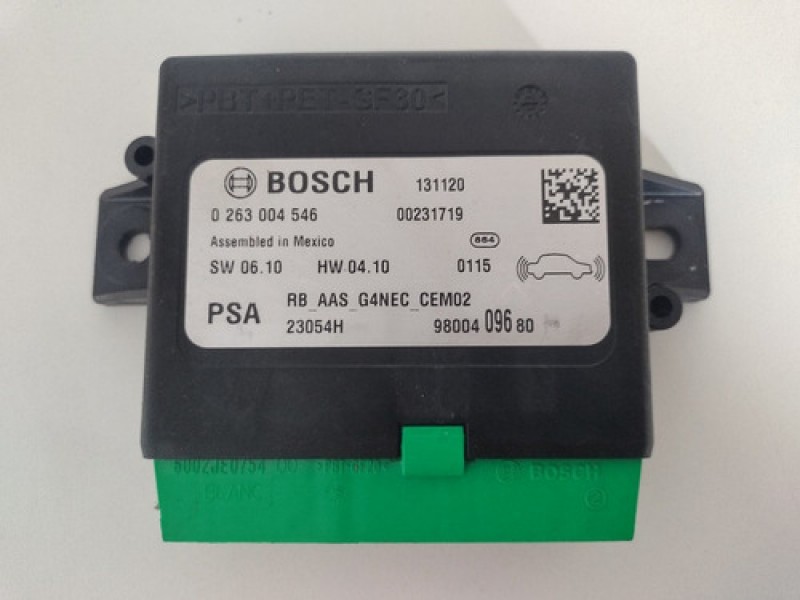 >PBT+PET-GF30<
BOSCH 131120
0 263 004 546 00231719
Assembled in Mexico 864
SW 06.10 HW 04.10 0115
RB_AAS_G4NEC_CEM02
PSA
23054H 98004 096 80
BOSCH